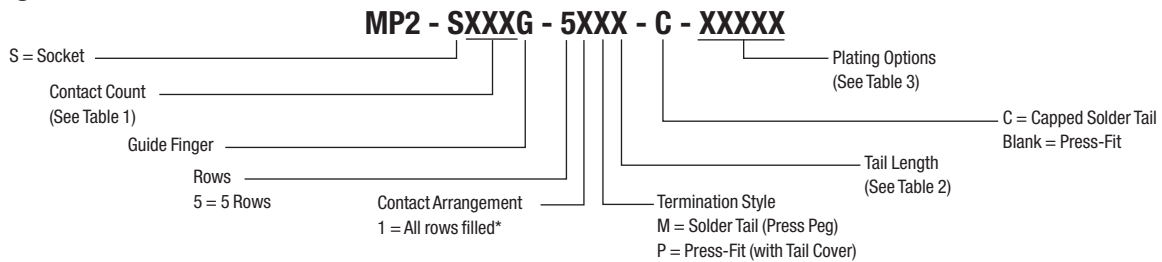 MP2 - SXXXG - 5XXX - C - XXXXX
S = Socket
Contact Count
(See Table 1)
Guide Finger
Rows
5 = 5 Rows
Contact Arrangement
1 = All rows filled*
Termination Style
M = Solder Tail (Press Peg)
P = Press-Fit (with Tail Cover)
Tail Length
(See Table 2)
C = Capped Solder Tail
Blank = Press-Fit
Plating Options
(See Table 3)